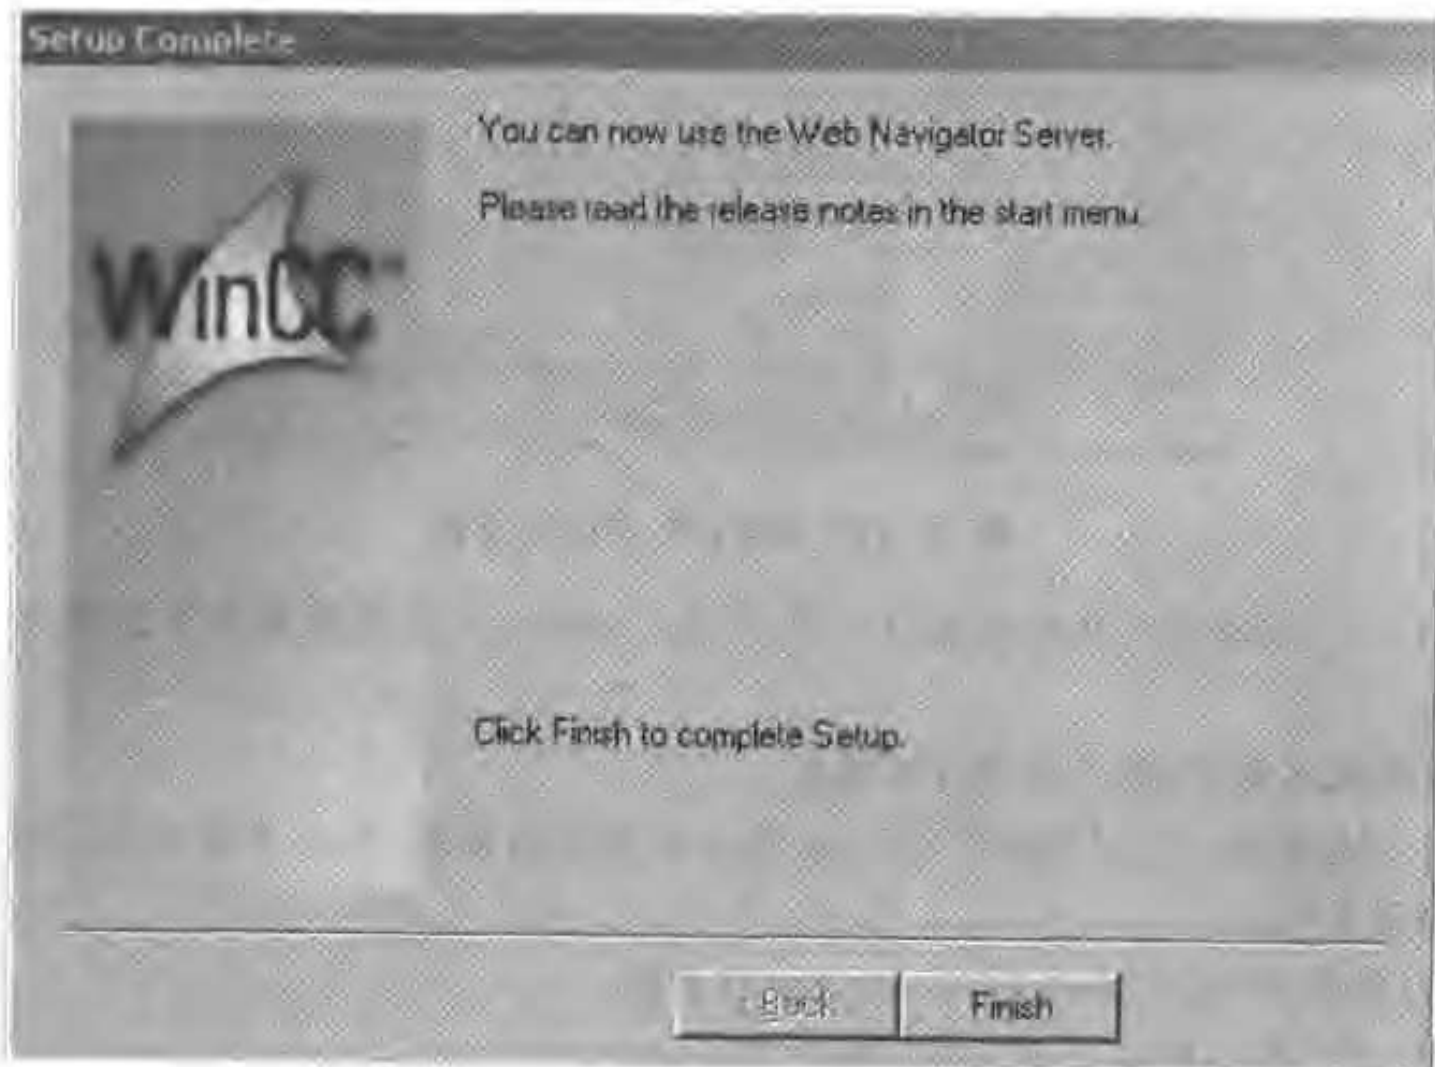 Setup Complete
You can now use the Web Navigator Server.
Please read the release notes in the start menu.
WinCC
Click Finish to complete Setup.
< Back
Finish